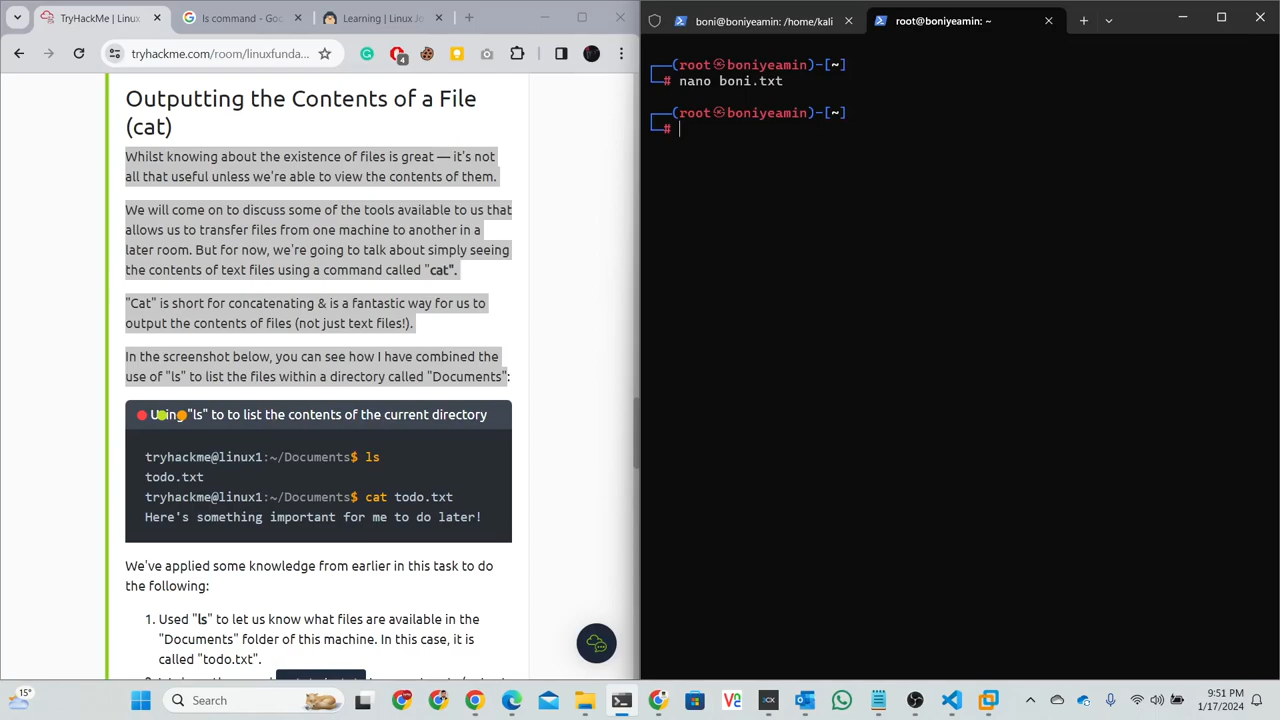 TryHackMe | Linux Fundam
ls command - Goo
Learning | Linux Jo
tryhackme.com/room/linuxfunda...
4
Outputting the Contents of a File
(cat)
Whilst knowing about the existence of files is great — it's not
all that useful unless we're able to view the contents of them.
We will come on to discuss some of the tools available to us that
allows us to transfer files from one machine to another in a
later room. But for now, we're going to talk about simply seeing
the contents of text files using a command called "cat".
"Cat" is short for concatenating & is a fantastic way for us to
output the contents of files (not just text files!).
In the screenshot below, you can see how I have combined the
use of "ls" to list the files within a directory called "Documents":
Using "ls" to to list the contents of the current directory
tryhackme@linux1:~/Documents$ ls
todo.txt
tryhackme@linux1:~/Documents$ cat todo.txt
Here's something important for me to do later!
We've applied some knowledge from earlier in this task to do
the following:
1. Used "ls" to let us know what files are available in the
"Documents" folder of this machine. In this case, it is
called "todo.txt".
boni@boniyeamin: /home/kali
root@boniyeamin: ~
┌──(root㉿boniyeamin)-[~]
└─# nano boni.txt
┌──(root㉿boniyeamin)-[~]
└─#
15°
Search
9:51 PM
1/17/2024